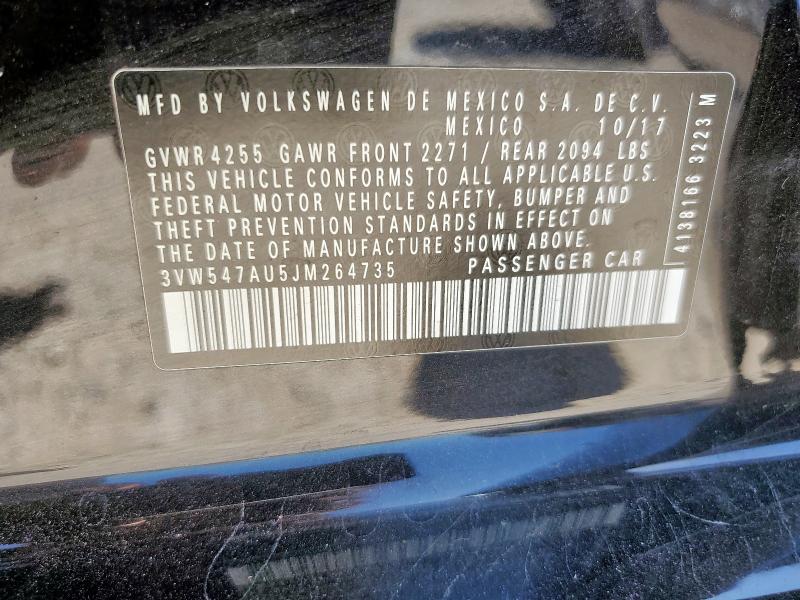 MFD BY VOLKSWAGEN DE MEXICO S.A. DE C.V.
MEXICO 10/17
GVWR 4255 GAWR FRONT 2271 / REAR 2094 LBS
THIS VEHICLE CONFORMS TO ALL APPLICABLE U.S.
FEDERAL MOTOR VEHICLE SAFETY, BUMPER AND
THEFT PREVENTION STANDARDS IN EFFECT ON
THE DATE OF MANUFACTURE SHOWN ABOVE.
3VW547AU5JM264735 PASSENGER CAR
4138166 3223 M